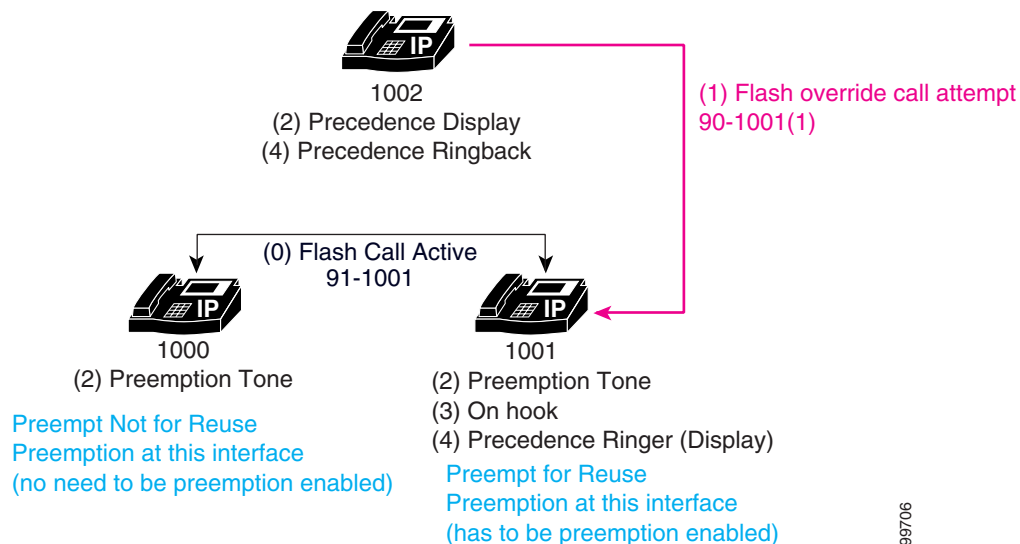 IP
1002
(2) Precedence Display
(4) Precedence Ringback
(1) Flash override call attempt
90-1001(1)
(0) Flash Call Active
91-1001
IP
1000
(2) Preemption Tone
Preempt Not for Reuse
Preemption at this interface
(no need to be preemption enabled)
IP
1001
(2) Preemption Tone
(3) On hook
(4) Precedence Ringer (Display)
Preempt for Reuse
Preemption at this interface
(has to be preemption enabled)
99706